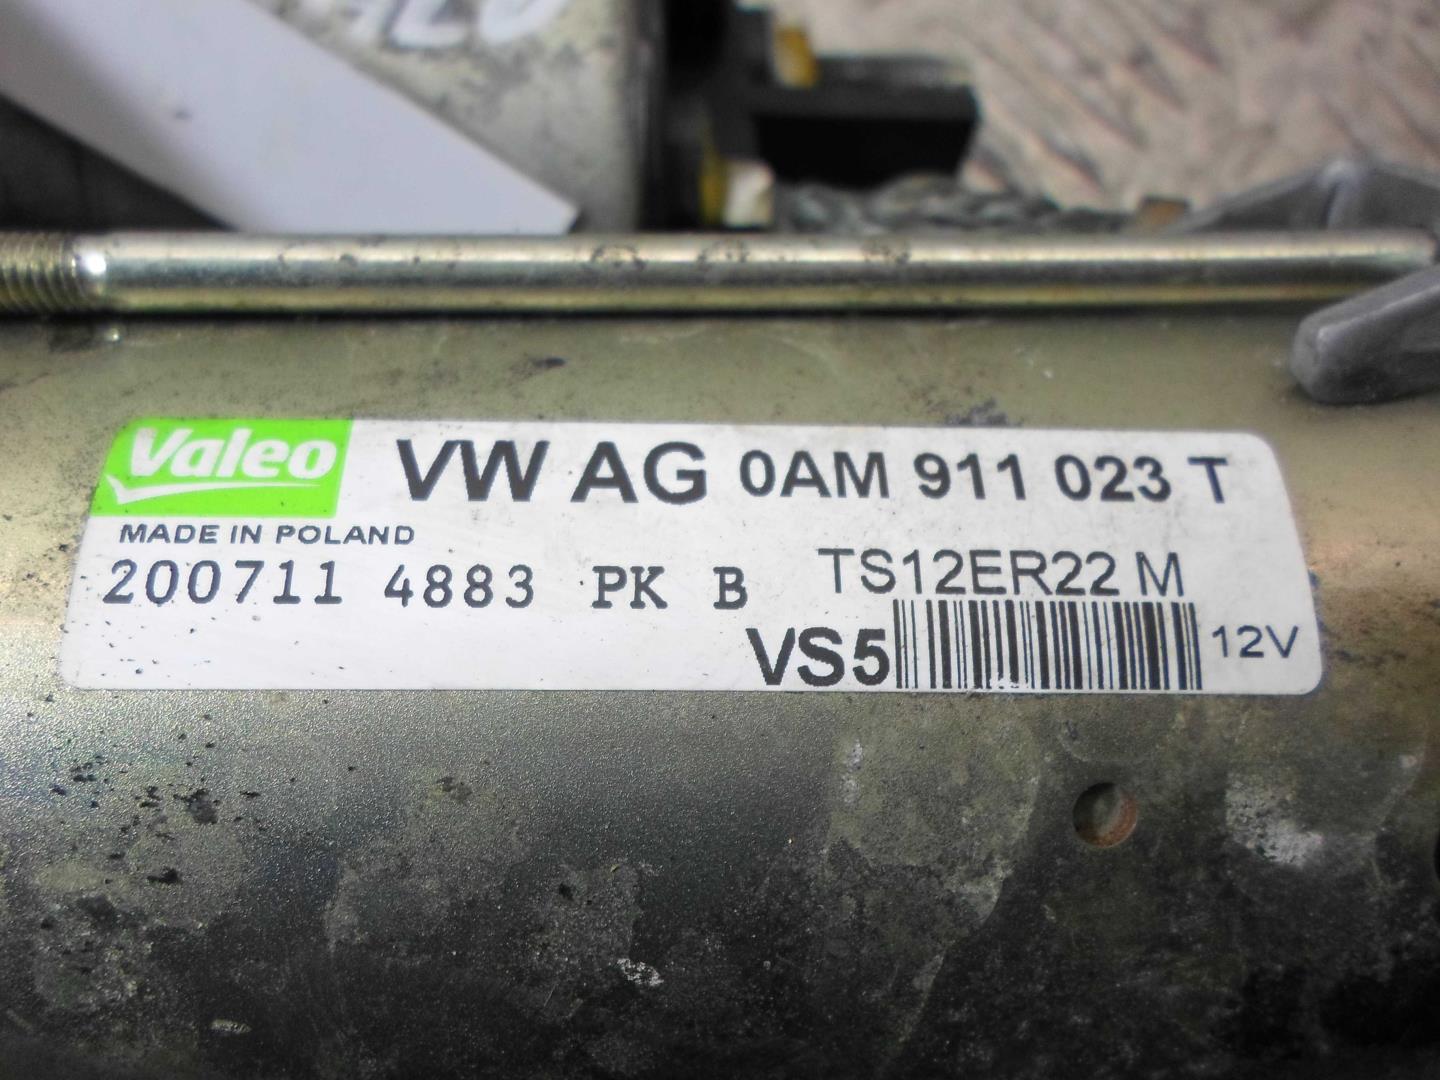 Valeo VW AG 0AM 911 023 T
MADE IN POLAND
200711 4883 PK B TS12ER22 M
VS5 12V